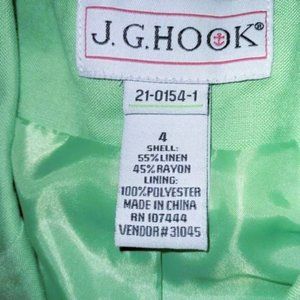 J.G.HOOK®
21-0154-1
4
SHELL:
55%LINEN
45%RAYON
LINING:
100%POLYESTER
MADE IN CHINA
RN 107444
VENDOR#31045